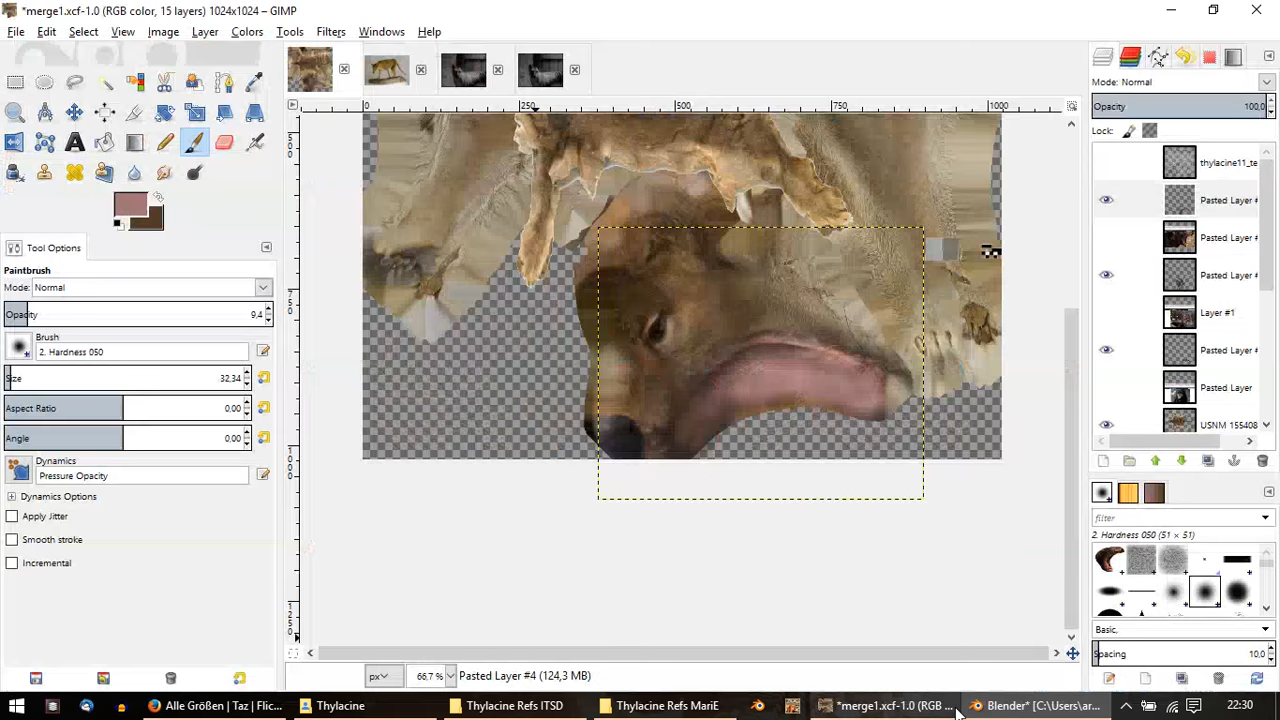 *merge1.xcf-1.0 (RGB color, 15 layers) 1024x1024 – GIMP
File Edit Select View Image Layer Colors Tools Filters Windows Help
Mode: Normal
Opacity 100,0
Lock:
0 250 500 750 1000
500
750
1000
1250
thylacine11_te
Pasted Layer #
Pasted Layer #
Pasted Layer #
Layer #1
Pasted Layer #
Pasted Layer
USNM 155408
Tool Options
Paintbrush
Mode: Normal
Opacity 9,4
Brush
2. Hardness 050
Size 32,34
Aspect Ratio 0,00
Angle 0,00
Dynamics
Pressure Opacity
Dynamics Options
Apply Jitter
Smooth stroke
Incremental
filter
2. Hardness 050 (51 × 51)
Basic,
Spacing 10,0
px 66,7 % Pasted Layer #4 (124,3 MB)
Alle Größen | Taz | Flic... Thylacine Thylacine Refs ITSD Thylacine Refs MariE *merge1.xcf-1.0 (RGB ... Blender* [C:\Users\ar... 22:30